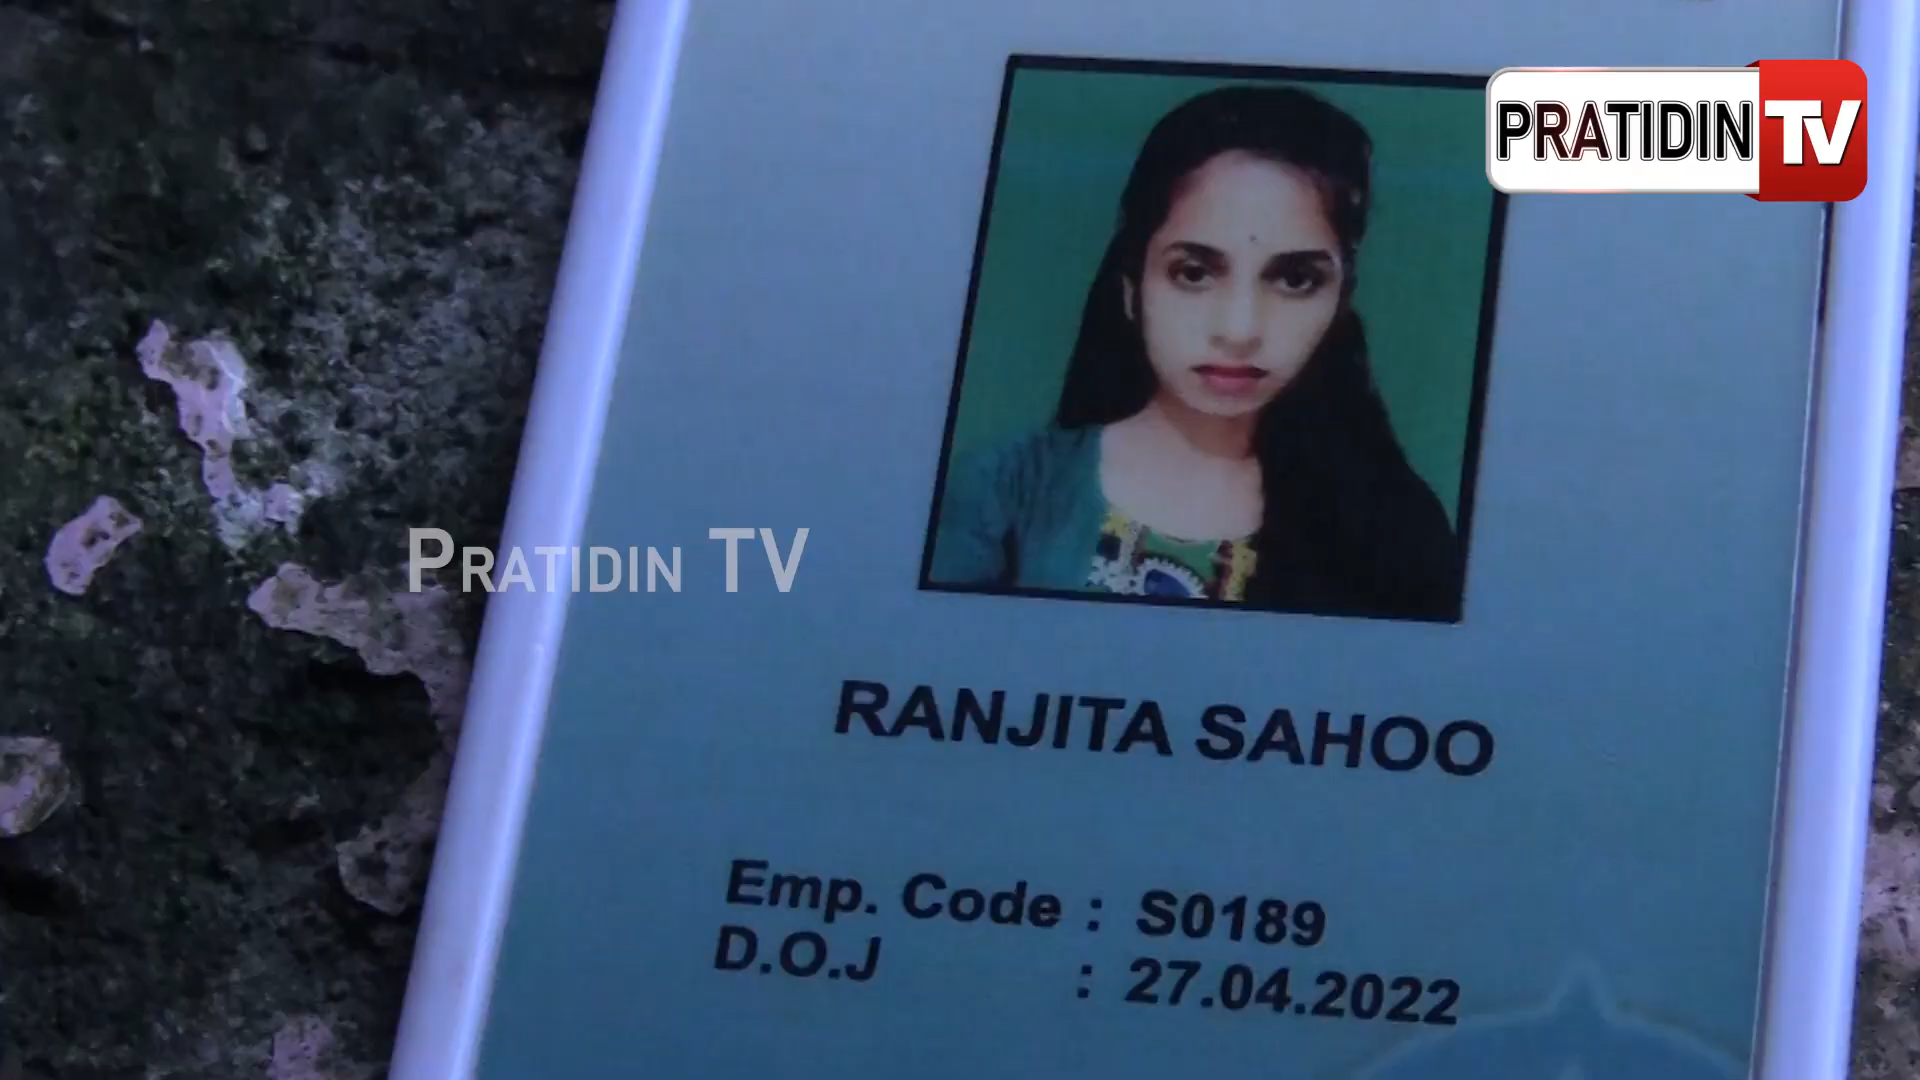 PRATIDIN TV
PRATIDIN TV
RANJITA SAHOO
Emp. Code : S0189
D.O.J : 27.04.2022